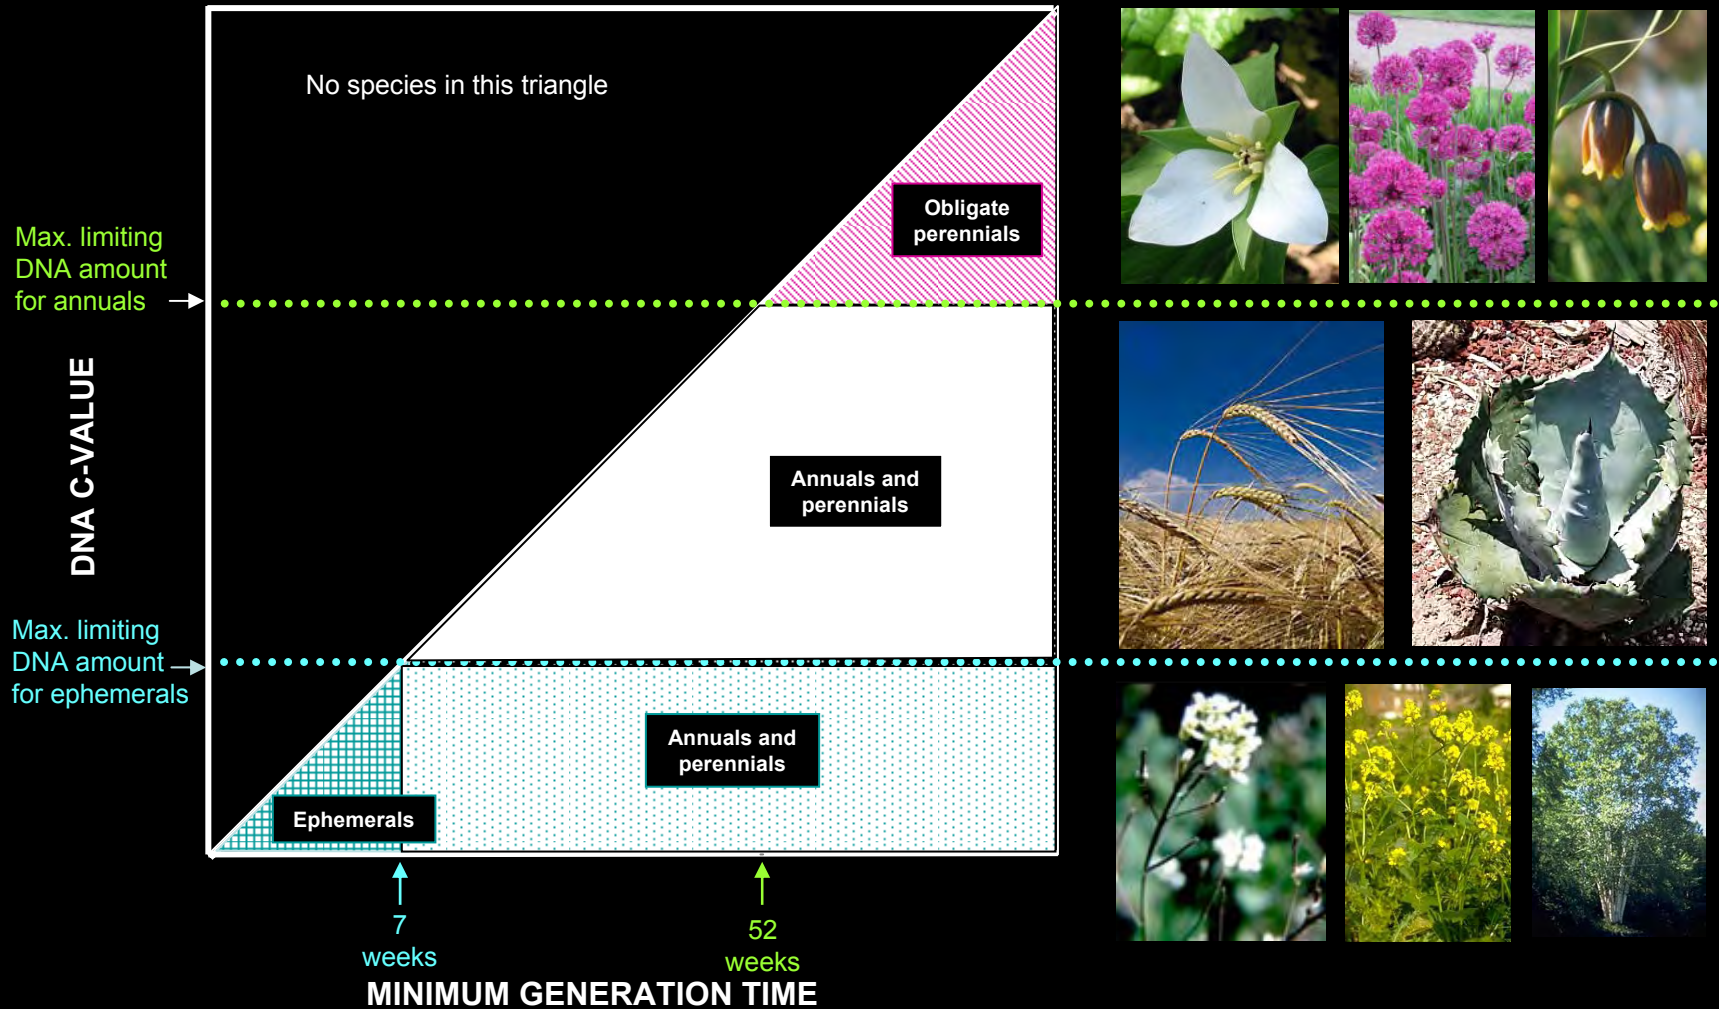 No species in this triangle
Obligate
perennials
Max. limiting
DNA amount
for annuals
DNA C-VALUE
Annuals and
perennials
Max. limiting
DNA amount
for ephemerals
Annuals and
perennials
Ephemerals
7
weeks
52
weeks
MINIMUM GENERATION TIME